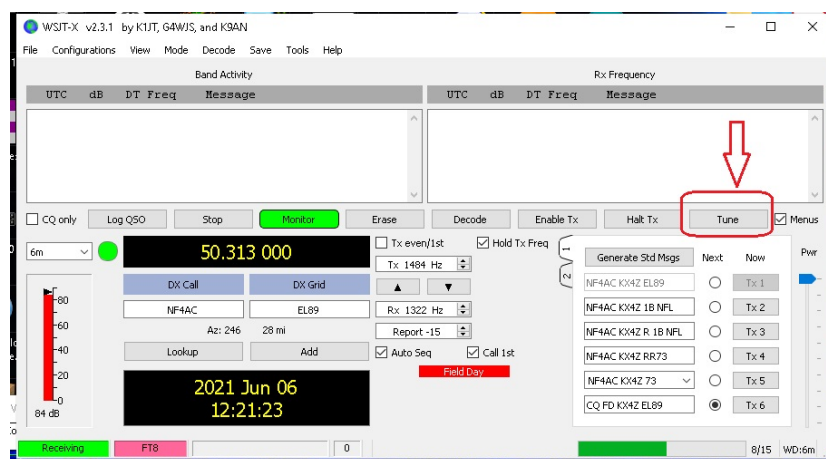 WSJT-X v2.3.1 by K1JT, G4WJS, and K9AN
File Configurations View Mode Decode Save Tools Help
Band Activity
Rx Frequency
UTC dB DT Freq Message
UTC dB DT Freq Message
CQ only Log QSO Stop Monitor Erase Decode Enable Tx Halt Tx Tune Menus
6m
50.313 000
Tx even/1st
Hold Tx Freq
Tx 1484 Hz
DX Call DX Grid
NF4AC EL89
Rx 1322 Hz
Az: 246 28 mi
Report -15
Lookup Add
Auto Seq
Call 1st
Field Day
2021 Jun 06
12:21:23
-80
-60
-40
-20
-0
84 dB
1
2
Generate Std Msgs Next Now
Pwr
NF4AC KX4Z EL89 Tx 1
NF4AC KX4Z 1B NFL Tx 2
NF4AC KX4Z R 1B NFL Tx 3
NF4AC KX4Z RR73 Tx 4
NF4AC KX4Z 73 Tx 5
CQ FD KX4Z EL89 Tx 6
Receiving FT8 0 8/15 WD:6m